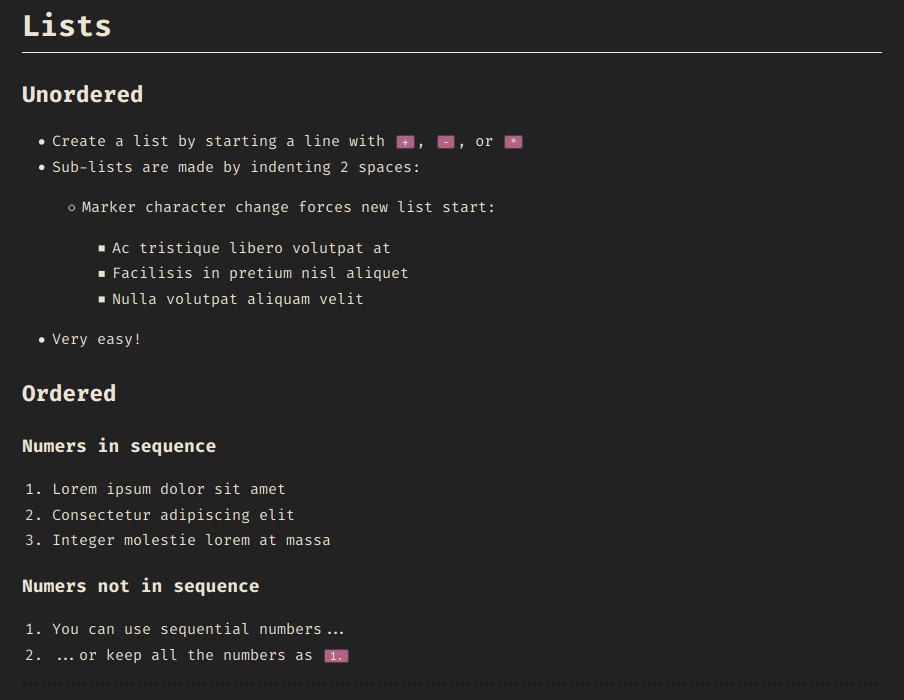 Lists
Unordered
• Create a list by starting a line with +, -, or *
• Sub-lists are made by indenting 2 spaces:
○ Marker character change forces new list start:
▪ Ac tristique libero volutpat at
▪ Facilisis in pretium nisl aliquet
▪ Nulla volutpat aliquam velit
• Very easy!
Ordered
Numers in sequence
1. Lorem ipsum dolor sit amet
2. Consectetur adipiscing elit
3. Integer molestie lorem at massa
Numers not in sequence
1. You can use sequential numbers...
2. ...or keep all the numbers as 1.